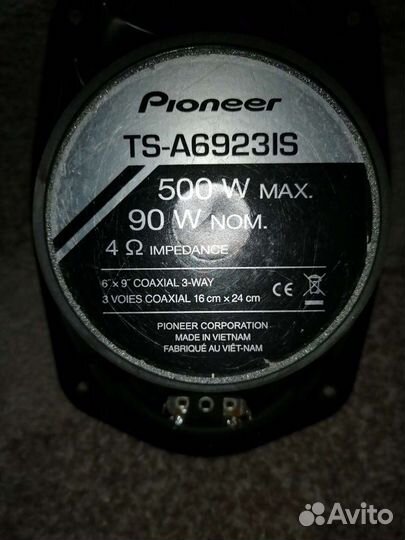 Pioneer
TS-A6923IS
500 W MAX.
90 W NOM.
4 Ω IMPEDANCE
6" x 9" COAXIAL 3-WAY
3 VOIES COAXIAL 16 cm x 24 cm
CE
PIONEER CORPORATION
MADE IN VIETNAM
FABRIQUÉ AU VIÊT-NAM
Avito